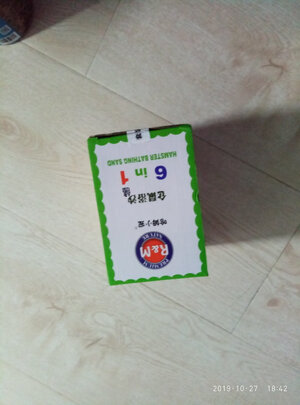 R&M
仓鼠浴沙
6 in 1
HAMSTER BATHING SAND
2019-10-27 18:42